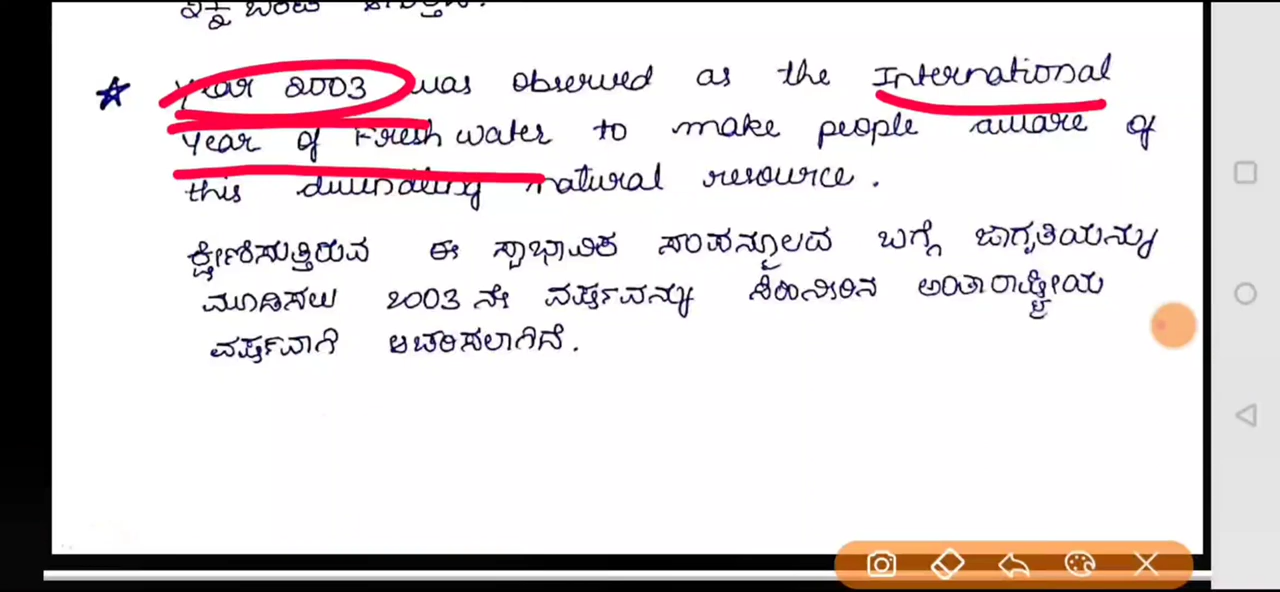 ☆ Year 2003 was observed as the International
Year of Fresh water to make people aware of
this dwindling natural resource.
ಕ್ಷೀಣಿಸುತ್ತಿರುವ ಈ ಸ್ವಾಭಾವಿಕ ಸಂಪನ್ಮೂಲದ ಬಗ್ಗೆ ಜಾಗೃತಿಯನ್ನು
ಮೂಡಿಸಲು 2003 ನೇ ವರ್ಷವನ್ನು ಸಿಹಿನೀರಿನ ಅಂತಾರಾಷ್ಟ್ರೀಯ
ವರ್ಷವಾಗಿ ಆಚರಿಸಲಾಗಿದೆ.